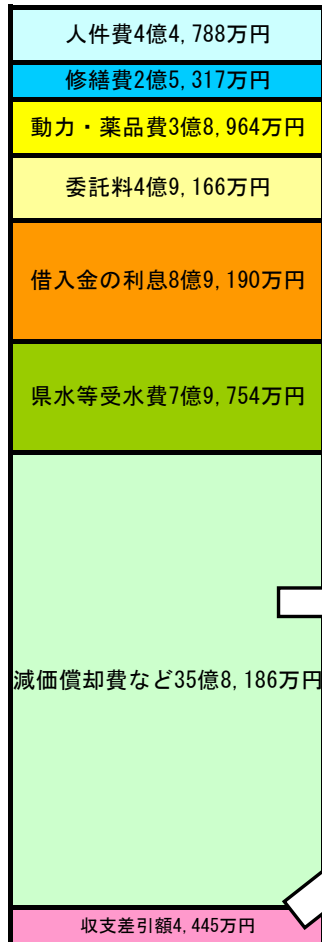 人件費4億4,788万円
修繕費2億5,317万円
動力・薬品費3億8,964万円
委託料4億9,166万円
借入金の利息8億9,190万円
県水等受水費7億9,754万円
減価償却費など35億8,186万円
収支差引額4,445万円